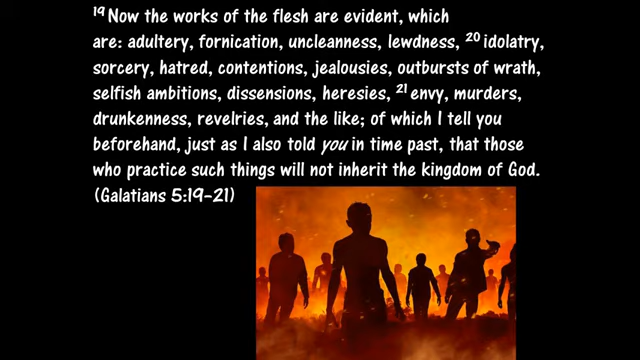 19 Now the works of the flesh are evident, which
are: adultery, fornication, uncleanness, lewdness, 20 idolatry,
sorcery, hatred, contentions, jealousies, outbursts of wrath,
selfish ambitions, dissensions, heresies, 21 envy, murders,
drunkenness, revelries, and the like; of which I tell you
beforehand, just as I also told you in time past, that those
who practice such things will not inherit the kingdom of God.
(Galatians 5:19-21)